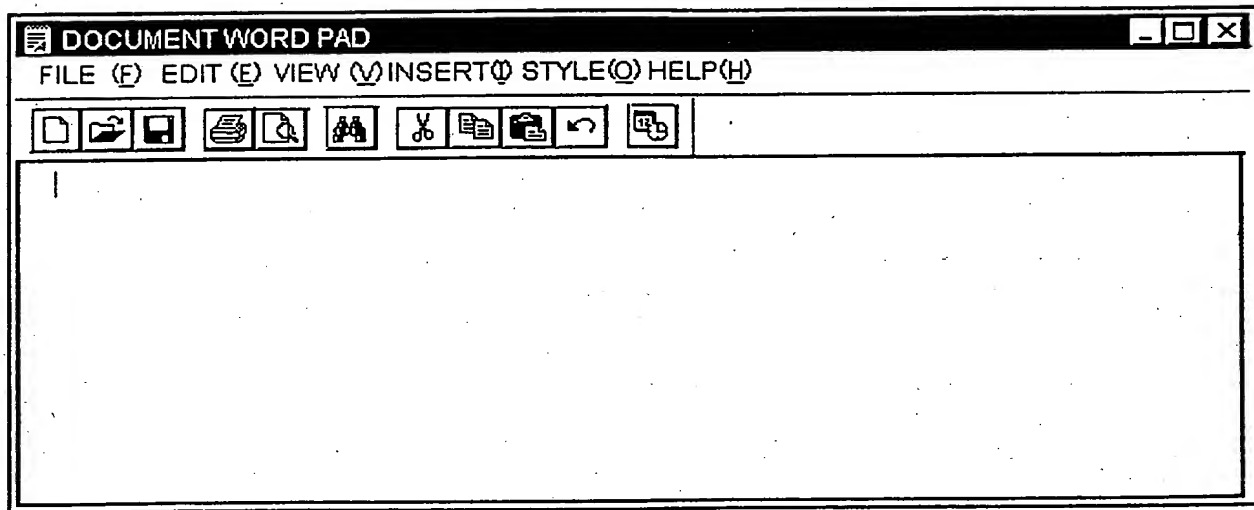 DOCUMENT WORD PAD
FILE (F) EDIT (E) VIEW (V) INSERT(I) STYLE(O) HELP(H)